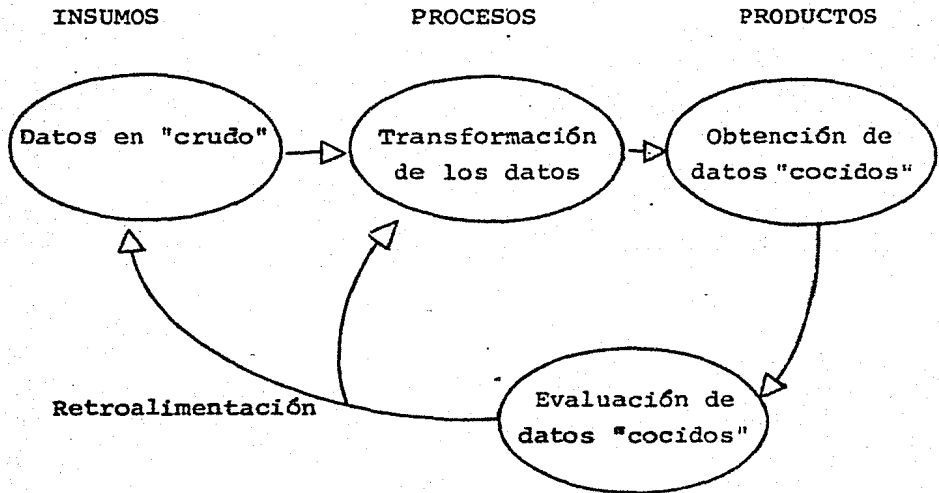 INSUMOS
PROCESOS
PRODUCTOS
Datos en "crudo"
Transformación
de los datos
Obtención de
datos "cocidos"
Retroalimentación
Evaluación de
datos "cocidos"